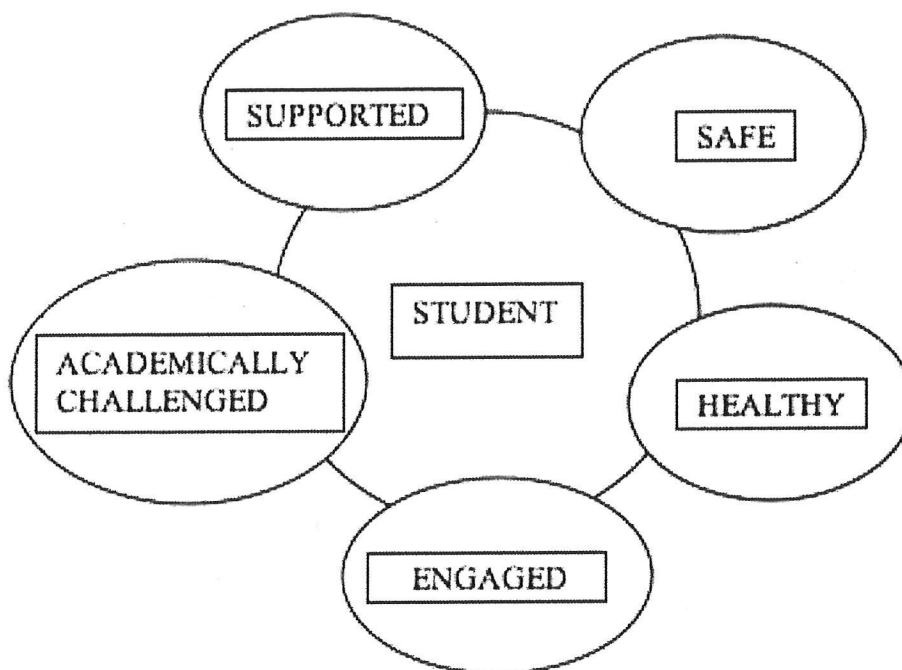 SUPPORTED
SAFE
STUDENT
ACADEMICALLY
CHALLENGED
HEALTHY
ENGAGED